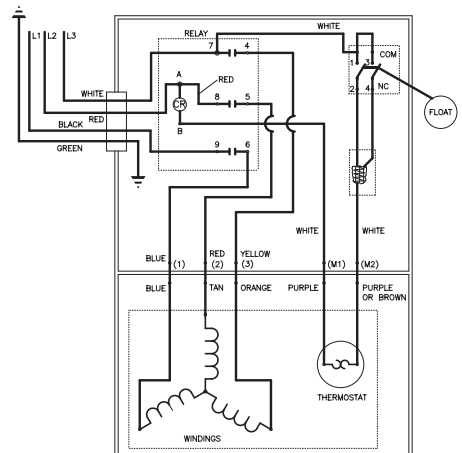 WHITE
RELAY
L1 L2 L3
7 4
COM
1 3
A
RED
NC
2 4
WHITE
CR
8 5
FLOAT
RED
B
BLACK
9 6
GREEN
WHITE WHITE
BLUE (1) RED (2) YELLOW (3) (M1) (M2)
BLUE TAN ORANGE PURPLE PURPLE OR BROWN
THERMOSTAT
WINDINGS